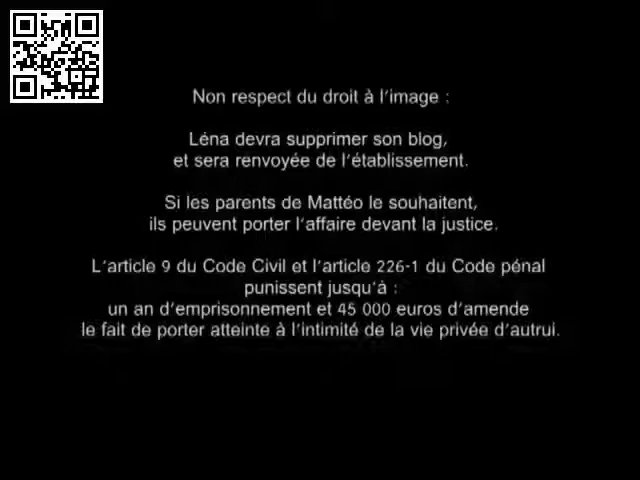 Non respect du droit à l'image :
Léna devra supprimer son blog,
et sera renvoyée de l'établissement.
Si les parents de Mattéo le souhaitent,
ils peuvent porter l'affaire devant la justice.
L'article 9 du Code Civil et l'article 226-1 du Code pénal
punissent jusqu'à :
un an d'emprisonnement et 45 000 euros d'amende
le fait de porter atteinte à l'intimité de la vie privée d'autrui.